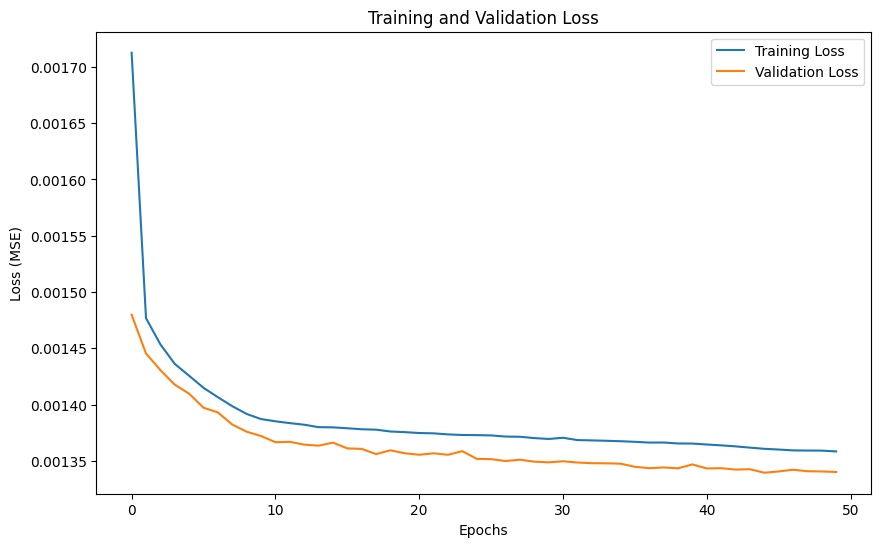 Training and Validation Loss
Training Loss
Validation Loss
0.00170
0.00165
0.00160
0.00155
0.00150
0.00145
0.00140
0.00135
Loss (MSE)
0 10 20 30 40 50
Epochs